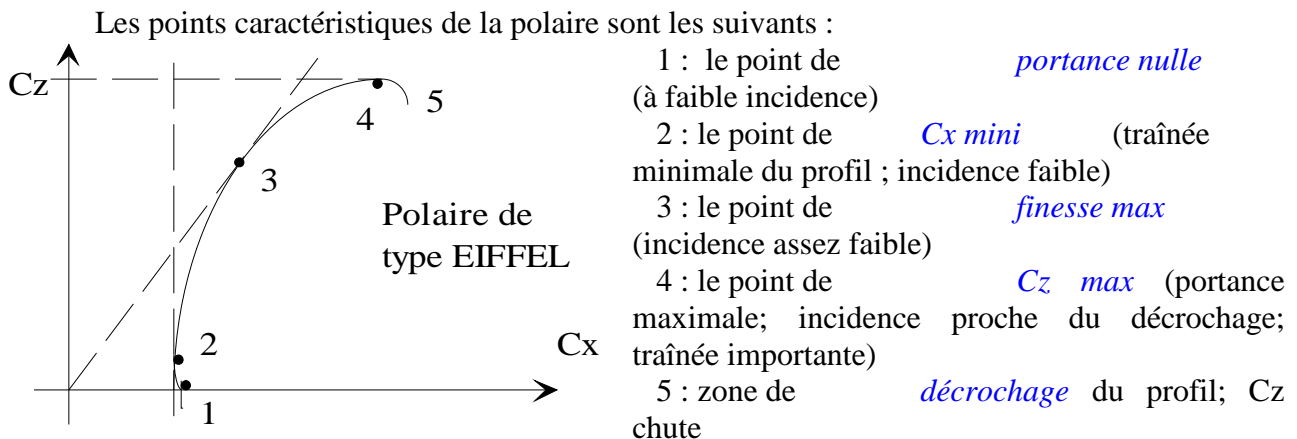 Les points caractéristiques de la polaire sont les suivants :
Cz
4
5
3
Polaire de
type EIFFEL
2
Cx
1
1 : le point de portance nulle
(à faible incidence)
2 : le point de Cx mini (traînée
minimale du profil ; incidence faible)
3 : le point de finesse max
(incidence assez faible)
4 : le point de Cz max (portance
maximale; incidence proche du décrochage;
traînée importante)
5 : zone de décrochage du profil; Cz
chute